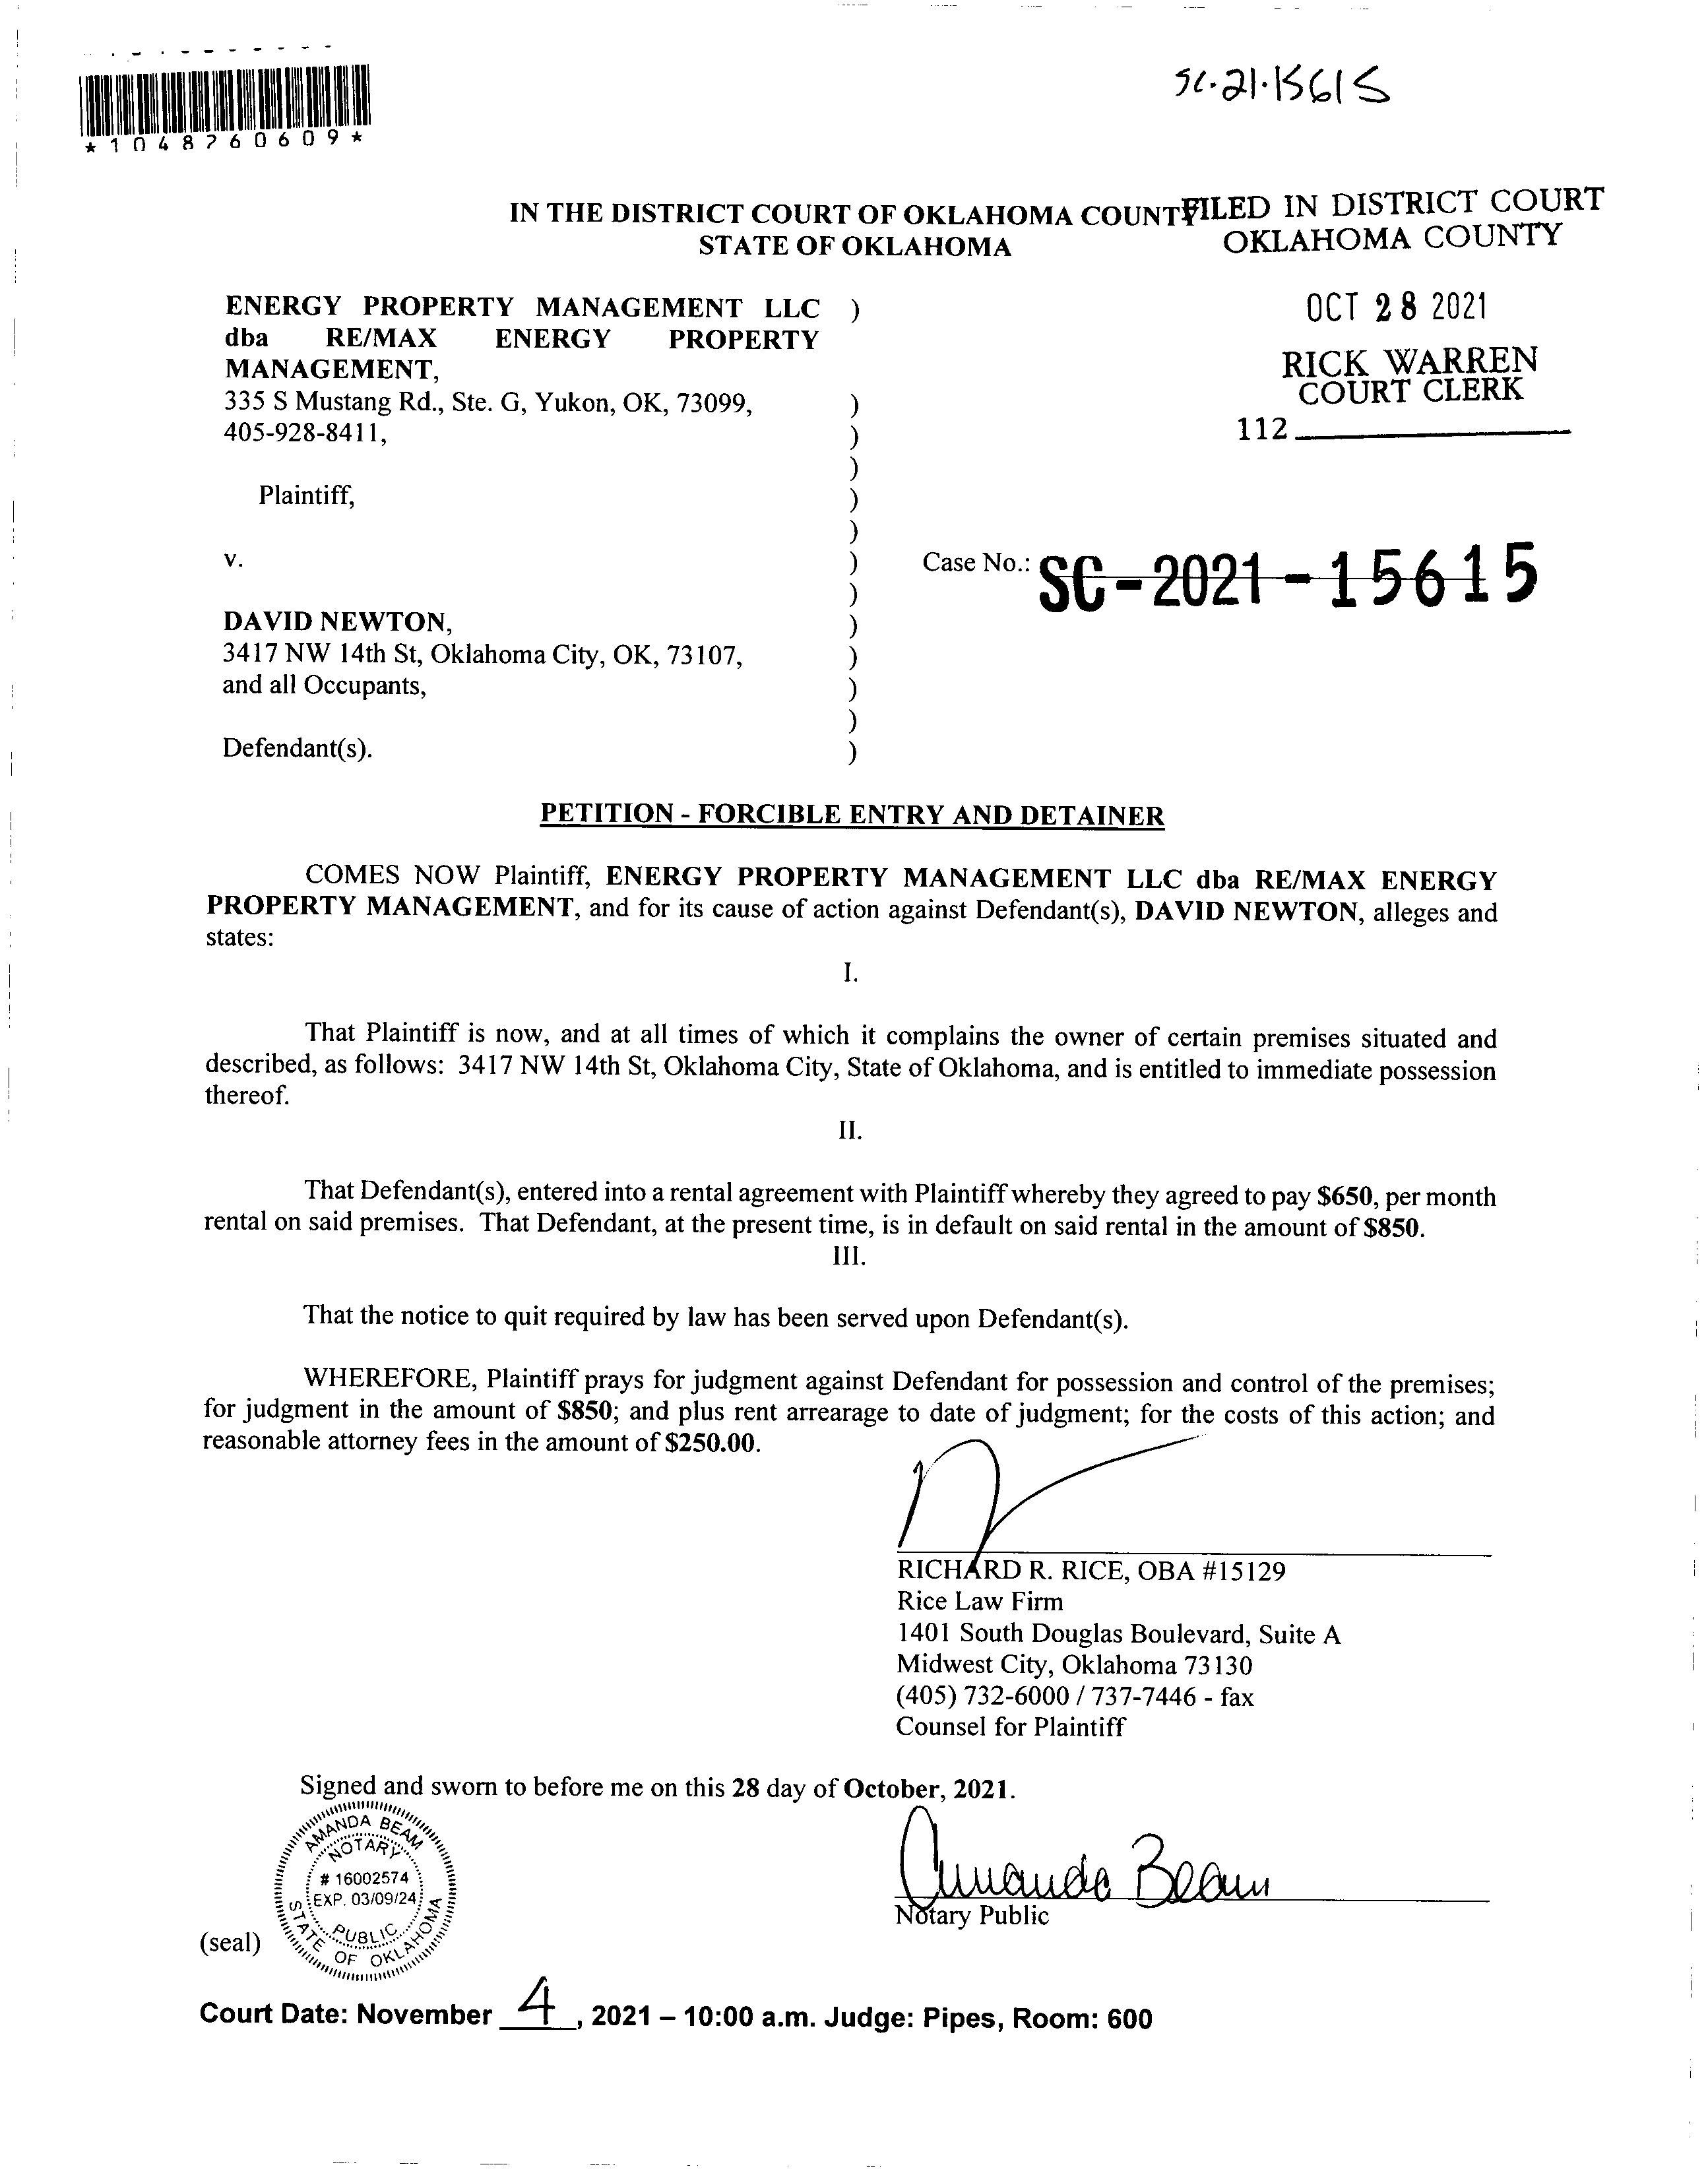 SC-21-15615
*1048760609*
IN THE DISTRICT COURT OF OKLAHOMA COUNTY
STATE OF OKLAHOMA
FILED IN DISTRICT COURT
OKLAHOMA COUNTY
OCT 28 2021
RICK WARREN
COURT CLERK
112
ENERGY PROPERTY MANAGEMENT LLC )
dba RE/MAX ENERGY PROPERTY
MANAGEMENT,
335 S Mustang Rd., Ste. G, Yukon, OK, 73099, )
405-928-8411, )
)
Plaintiff, )
)
v. )
Case No.: SC-2021-15615
)
DAVID NEWTON, )
3417 NW 14th St, Oklahoma City, OK, 73107, )
and all Occupants, )
)
Defendant(s). )
PETITION - FORCIBLE ENTRY AND DETAINER
COMES NOW Plaintiff, ENERGY PROPERTY MANAGEMENT LLC dba RE/MAX ENERGY
PROPERTY MANAGEMENT, and for its cause of action against Defendant(s), DAVID NEWTON, alleges and
states:
I.
That Plaintiff is now, and at all times of which it complains the owner of certain premises situated and
described, as follows: 3417 NW 14th St, Oklahoma City, State of Oklahoma, and is entitled to immediate possession
thereof.
II.
That Defendant(s), entered into a rental agreement with Plaintiff whereby they agreed to pay $650, per month
rental on said premises. That Defendant, at the present time, is in default on said rental in the amount of $850.
III.
That the notice to quit required by law has been served upon Defendant(s).
WHEREFORE, Plaintiff prays for judgment against Defendant for possession and control of the premises;
for judgment in the amount of $850; and plus rent arrearage to date of judgment; for the costs of this action; and
reasonable attorney fees in the amount of $250.00.
RICHARD R. RICE, OBA #15129
Rice Law Firm
1401 South Douglas Boulevard, Suite A
Midwest City, Oklahoma 73130
(405) 732-6000 / 737-7446 - fax
Counsel for Plaintiff
Signed and sworn to before me on this 28 day of October, 2021.
AMANDA BEAM
NOTARY
# 16002574
EXP. 03/09/24
PUBLIC
STATE OF OKLAHOMA
Amanda Beam
Notary Public
(seal)
Court Date: November 4, 2021 – 10:00 a.m. Judge: Pipes, Room: 600